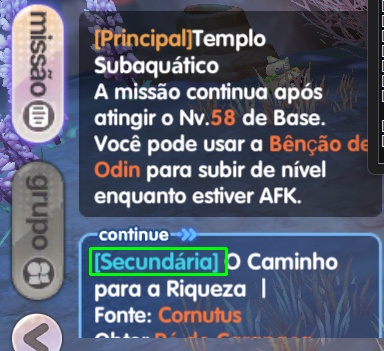 missão
grupo
[Principal]Templo
Subaquático
A missão continua após
atingir o Nv.58 de Base.
Você pode usar a Bênção de
Odin para subir de nível
enquanto estiver AFK.
continue
[Secundária] O Caminho
para a Riqueza |
Fonte: Cornutus